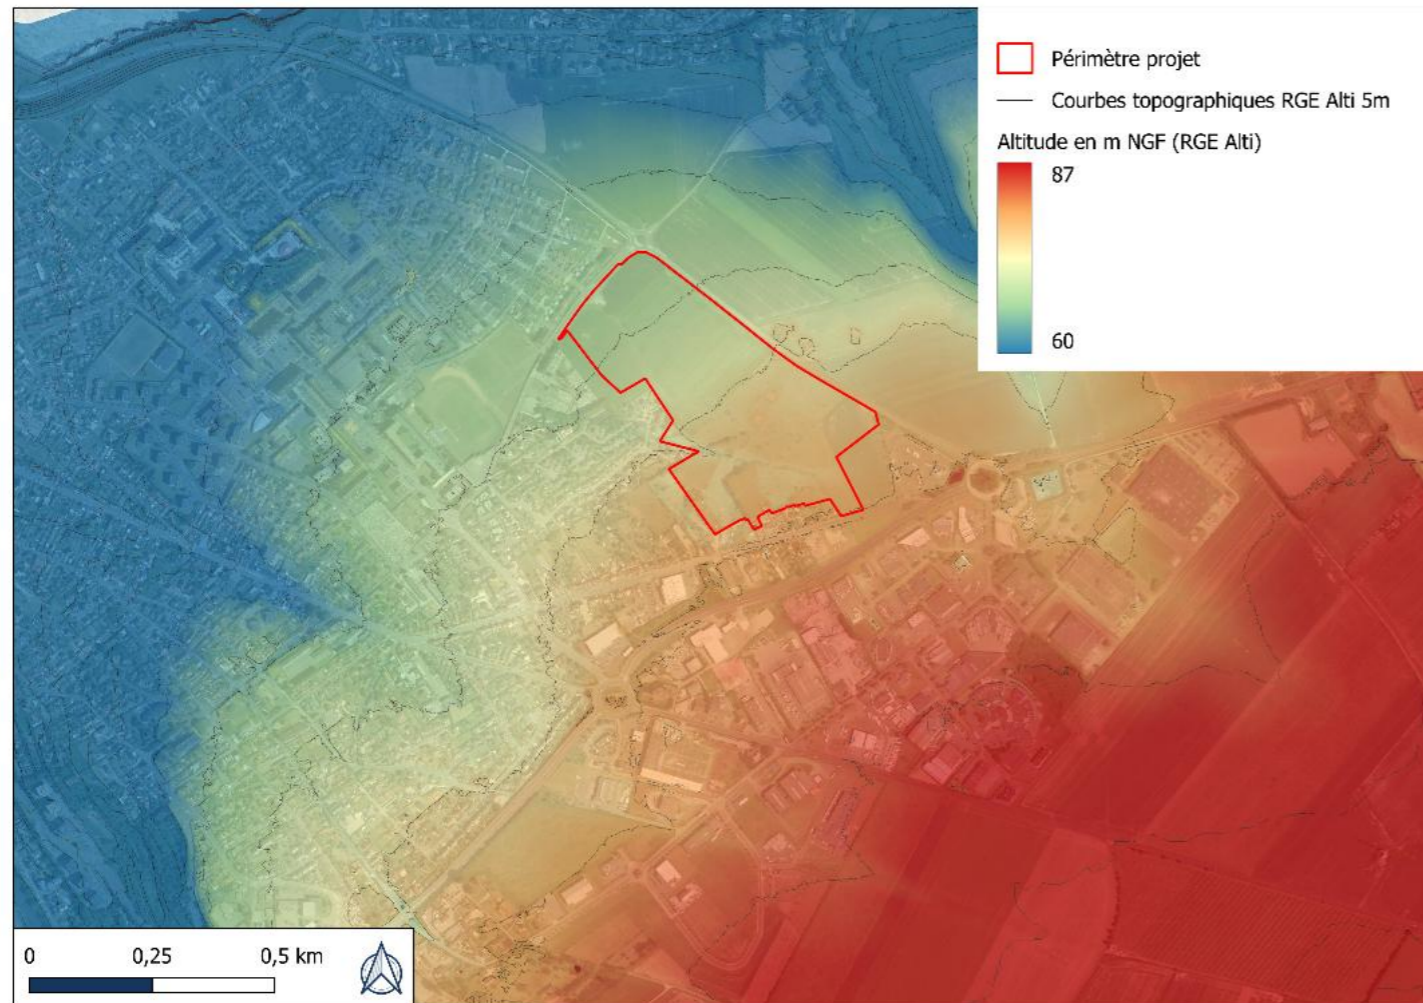 Périmètre projet
Courbes topographiques RGE Alti 5m
Altitude en m NGF (RGE Alti)
87
60
0 0,25 0,5 km